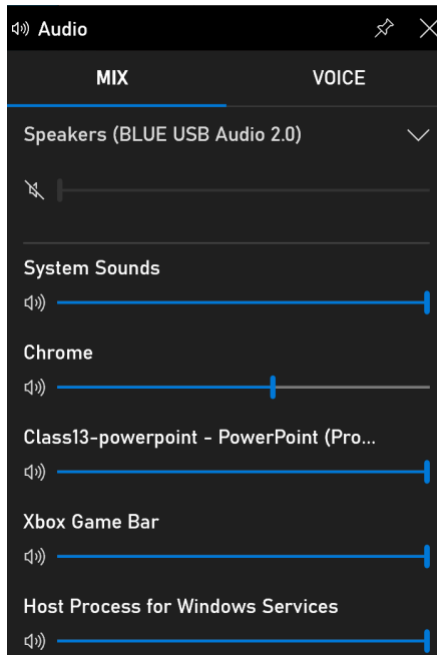 Audio
MIX
VOICE
Speakers (BLUE USB Audio 2.0)
System Sounds
Chrome
Class13-powerpoint - PowerPoint (Pro...
Xbox Game Bar
Host Process for Windows Services